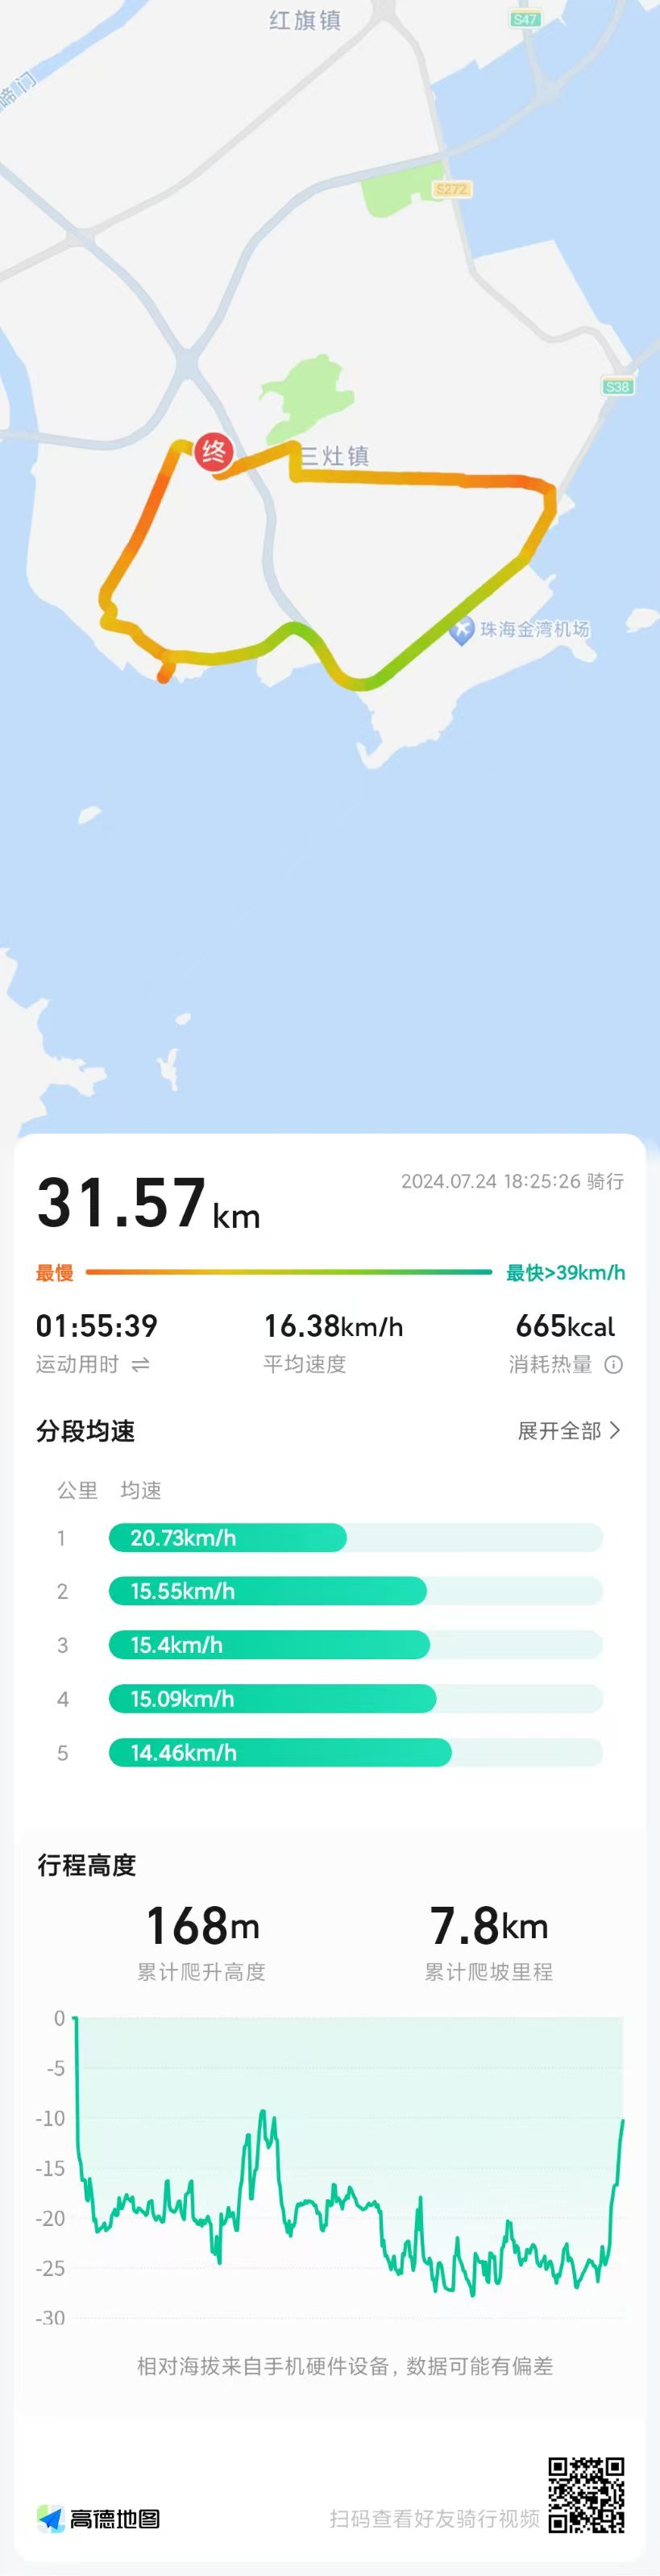 红旗镇
S47
啼门
S272
S38
终
三灶镇
珠海金湾机场
31.57km
2024.07.24 18:25:26 骑行
最慢
最快>39km/h
01:55:39
16.38km/h
665kcal
运动用时
平均速度
消耗热量
分段均速
展开全部
公里 均速
1 20.73km/h
2 15.55km/h
3 15.4km/h
4 15.09km/h
5 14.46km/h
行程高度
168m
7.8km
累计爬升高度
累计爬坡里程
0
-5
-10
-15
-20
-25
-30
相对海拔来自手机硬件设备，数据可能有偏差
高德地图
扫码查看好友骑行视频